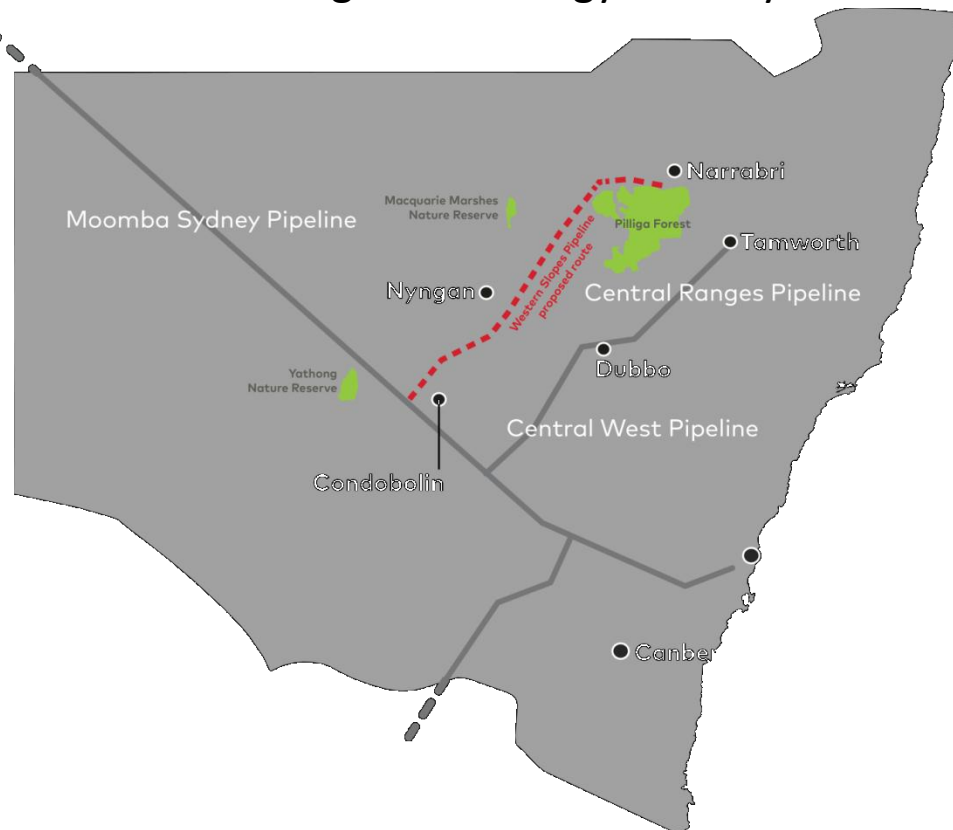 Narrabri
Macquarie Marshes
Nature Reserve
Moomba Sydney Pipeline
Pilliga Forest
Tamworth
Western Slopes Pipeline
proposed route
Nyngan
Central Ranges Pipeline
Dubbo
Yathong
Nature Reserve
Central West Pipeline
Condobolin
Canber